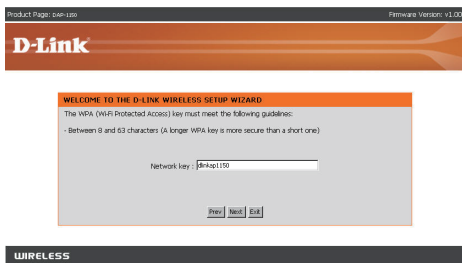 Product Page: DAP-1150 Firmware Version: v1.00
D-Link
WELCOME TO THE D-LINK WIRELESS SETUP WIZARD
The WPA (Wi-Fi Protected Access) key must meet the following guidelines:
- Between 8 and 63 characters (A longer WPA key is more secure than a short one)
Network key : dlinkap1150
Prev Next Exit
WIRELESS